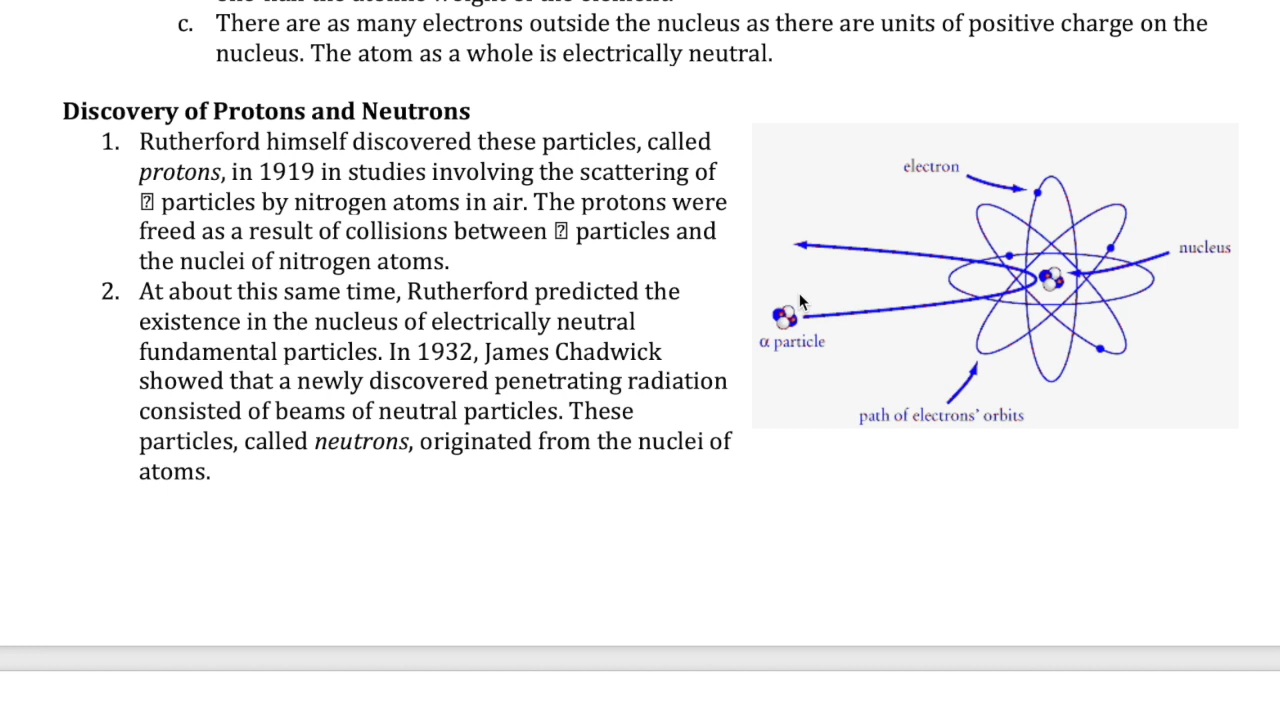 c. There are as many electrons outside the nucleus as there are units of positive charge on the
nucleus. The atom as a whole is electrically neutral.
Discovery of Protons and Neutrons
1. Rutherford himself discovered these particles, called
protons, in 1919 in studies involving the scattering of
⍰ particles by nitrogen atoms in air. The protons were
freed as a result of collisions between ⍰ particles and
the nuclei of nitrogen atoms.
2. At about this same time, Rutherford predicted the
existence in the nucleus of electrically neutral
fundamental particles. In 1932, James Chadwick
showed that a newly discovered penetrating radiation
consisted of beams of neutral particles. These
particles, called neutrons, originated from the nuclei of
atoms.
electron
nucleus
α particle
path of electrons' orbits